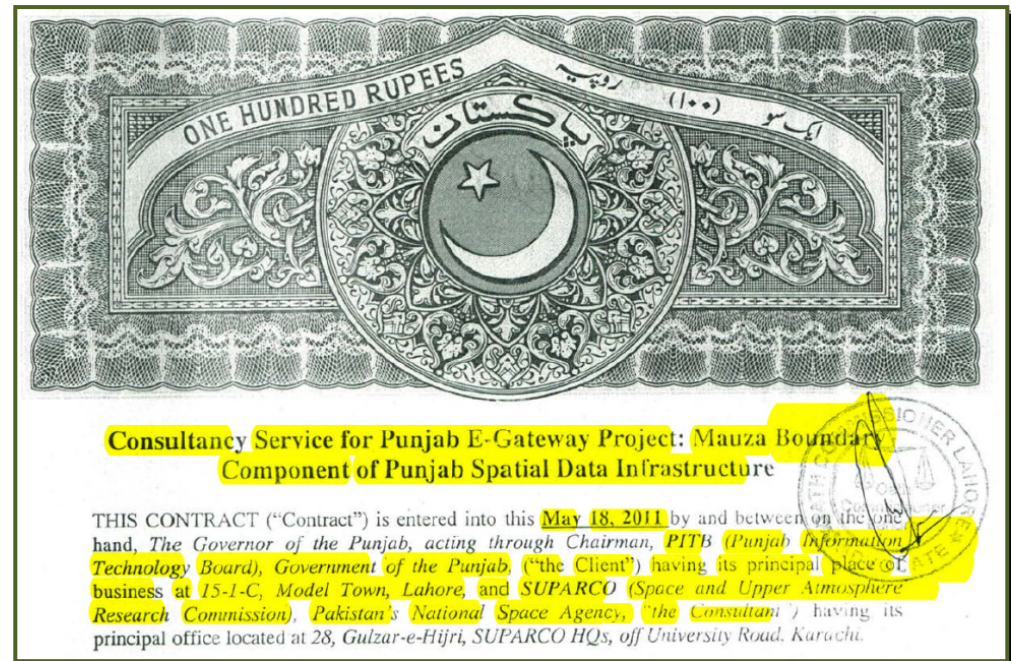 ONE HUNDRED RUPEES
ایک سو (۱۰۰) روپیہ
پاکستان
Consultancy Service for Punjab E-Gateway Project: Mauza Boundary
Component of Punjab Spatial Data Infrastructure
THIS CONTRACT (“Contract”) is entered into this May 18, 2011 by and between on the one
hand, The Governor of the Punjab, acting through Chairman, PITB (Punjab Information
Technology Board), Government of the Punjab, (“the Client”) having its principal place of
business at 15-1-C, Model Town, Lahore, and SUPARCO (Space and Upper Atmosphere
Research Commission), Pakistan's National Space Agency, "the Consultant") having its
principal office located at 28, Gulzar-e-Hijri, SUPARCO HQs, off University Road. Karachi.
OATH COMMISSIONER LAHORE